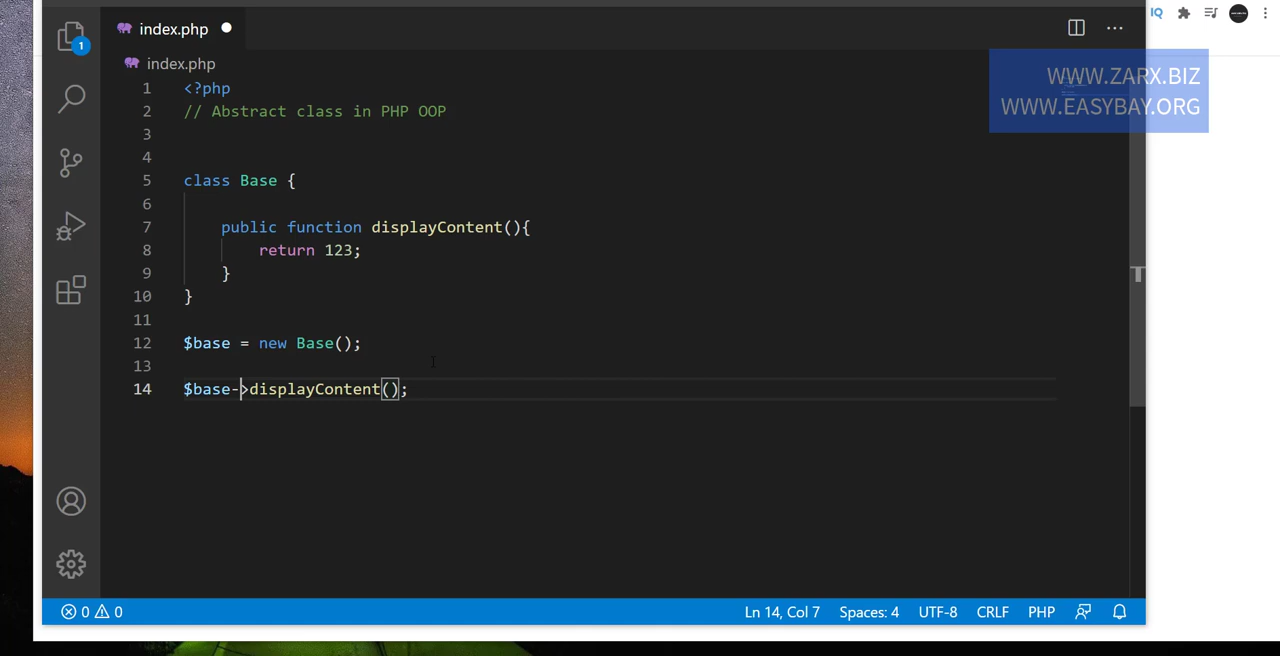 index.php
IQ
1
index.php
WWW.ZARX.BIZ
WWW.EASYBAY.ORG
1 <?php
2 // Abstract class in PHP OOP
3
4
5 class Base {
6
7 public function displayContent(){
8 return 123;
9 }
10 }
11
12 $base = new Base();
13
14 $base->displayContent();
0 0 Ln 14, Col 7 Spaces: 4 UTF-8 CRLF PHP